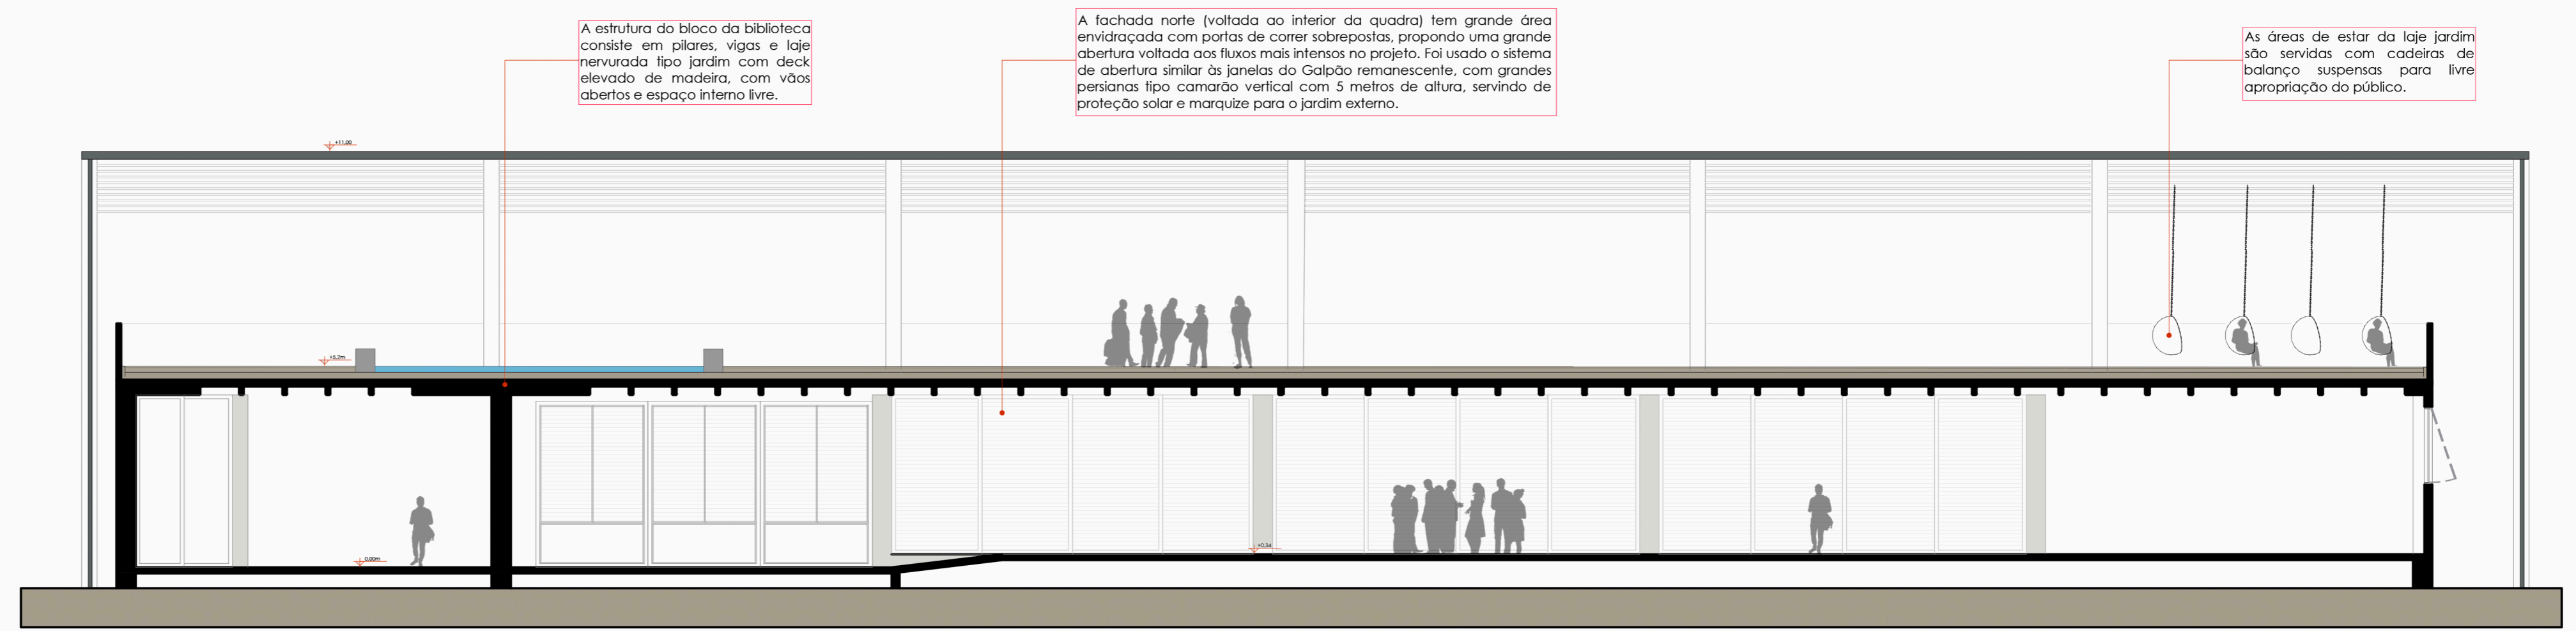 A estrutura do bloco da biblioteca
consiste em pilares, vigas e laje
nervurada tipo jardim com deck
elevado de madeira, com vãos
abertos e espaço interno livre.
A fachada norte (voltada ao interior da quadra) tem grande área
envidraçada com portas de correr sobrepostas, propondo uma grande
abertura voltada aos fluxos mais intensos no projeto. Foi usado o sistema
de abertura similar às janelas do Galpão remanescente, com grandes
persianas tipo camarão vertical com 5 metros de altura, servindo de
proteção solar e marquize para o jardim externo.
As áreas de estar da laje jardim
são servidas com cadeiras de
balanço suspensas para livre
apropriação do público.
+11,00
+5,2m
0,00m
+0,34